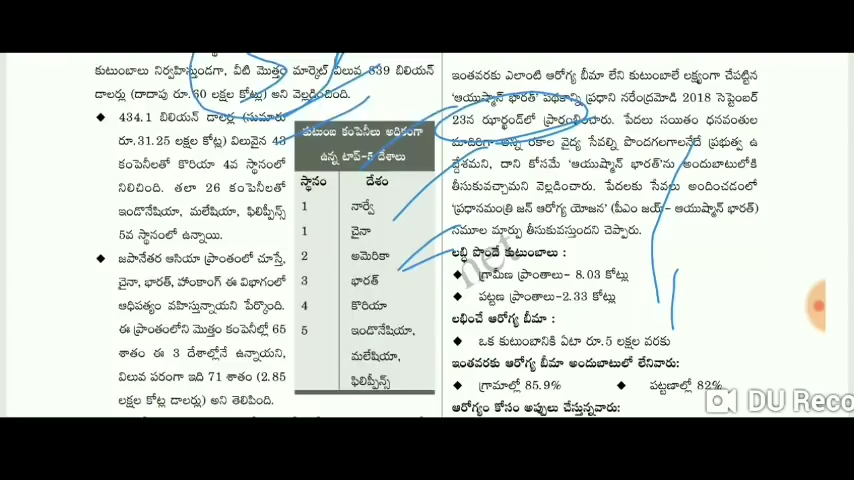 కుటుంబాలు నిర్వహిస్తుండగా, వీటి మొత్తం మార్కెట్ విలువ 839 బిలియన్
డాలర్లు (దాదాపు రూ.60 లక్షల కోట్లు) అని వెల్లడించింది.
◆ 434.1 బిలియన్ డాలర్ల (సుమారు
రూ.31.25 లక్షల కోట్లు) విలువైన 43
కంపెనీలతో కొరియా 4వ స్థానంలో
నిలిచింది. తలా 26 కంపెనీలతో
ఇండోనేషియా, మలేషియా, ఫిలిప్పీన్స్
5వ స్థానంలో ఉన్నాయి.
◆ జపానేతర ఆసియా ప్రాంతంలో చూస్తే,
చైనా, భారత్, హాంకాంగ్ ఈ విభాగంలో
ఆధిపత్యం వహిస్తున్నాయని పేర్కొంది.
ఈ ప్రాంతంలోని మొత్తం కంపెనీల్లో 65
శాతం ఈ 3 దేశాల్లోనే ఉన్నాయని,
విలువ పరంగా ఇది 71 శాతం (2.85
లక్షల కోట్ల డాలర్లు) అని తెలిపింది.
కుటుంబ కంపెనీలు అధికంగా
ఉన్న టాప్-5 దేశాలు
స్థానం దేశం
1 నార్వే
1 చైనా
2 అమెరికా
3 భారత్
4 కొరియా
5 ఇండోనేషియా,
మలేషియా,
ఫిలిప్పీన్స్
ఇంతవరకు ఎలాంటి ఆరోగ్య బీమా లేని కుటుంబాలే లక్ష్యంగా చేపట్టిన
'ఆయుష్మాన్ భారత్' పథకాన్ని ప్రధాని నరేంద్రమోడి 2018 సెప్టెంబర్
23న ఝార్ఖండ్‌లో ప్రారంభించారు. పేదలు సయితం ధనవంతుల
మాదిరిగా అన్ని రకాల వైద్య సేవల్ని పొందగలగాలనేదే ప్రభుత్వ ఉ
ద్దేశమని, దాని కోసమే 'ఆయుష్మాన్ భారత్'ను అందుబాటులోకి
తీసుకువచ్చామని వెల్లడించారు. పేదలకు సేవలు అందించడంలో
'ప్రధానమంత్రి జన్ ఆరోగ్య యోజన' (పీఎం జయ్- ఆయుష్మాన్ భారత్)
సమూల మార్పు తీసుకువస్తుందని చెప్పారు.
లబ్ధి పొందే కుటుంబాలు :
◆ గ్రామీణ ప్రాంతాలు- 8.03 కోట్లు
◆ పట్టణ ప్రాంతాలు-2.33 కోట్లు
లభించే ఆరోగ్య బీమా :
◆ ఒక కుటుంబానికి ఏటా రూ.5 లక్షల వరకు
ఇంతవరకు ఆరోగ్య బీమా అందుబాటులో లేనివారు:
◆ గ్రామాల్లో 85.9% ◆ పట్టణాల్లో 82%
ఆరోగ్యం కోసం అప్పులు చేస్తున్నవారు:
.net
DU Reco